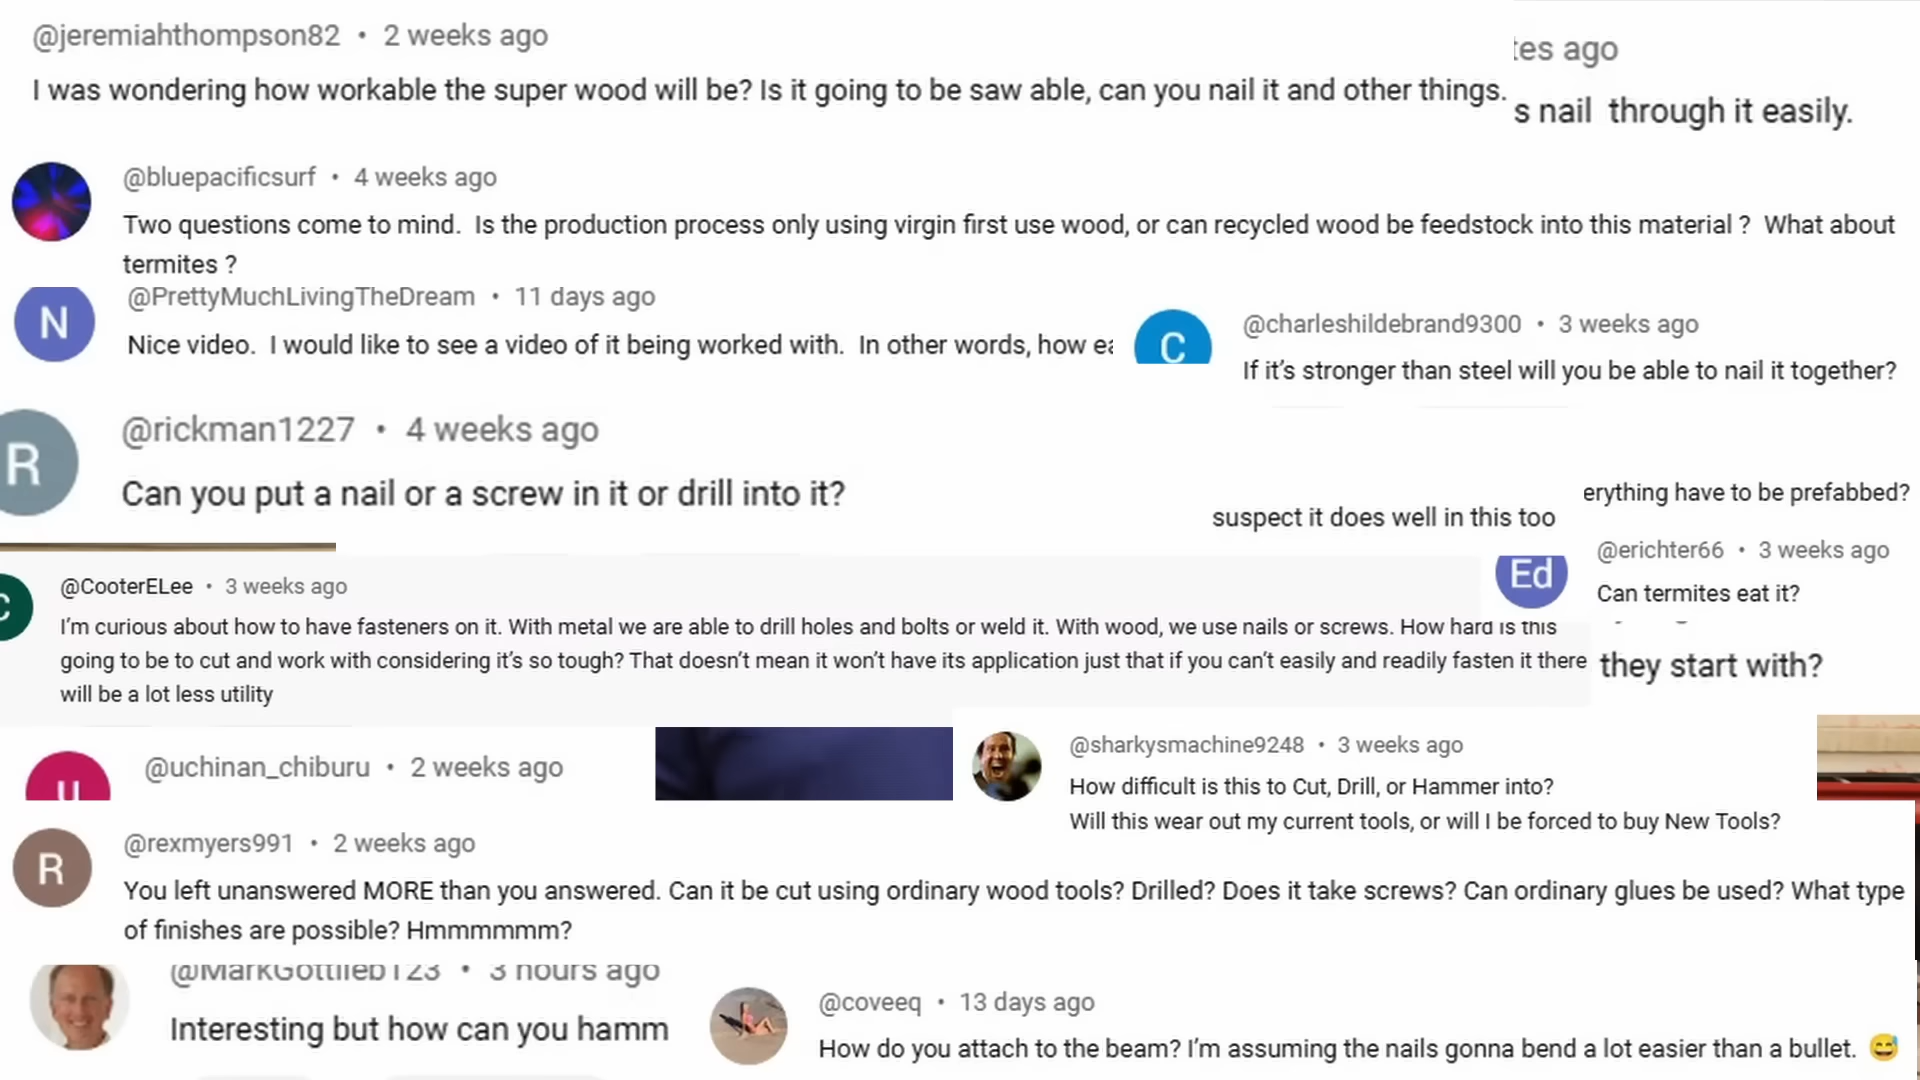 @jeremiahthompson82 • 2 weeks ago
I was wondering how workable the super wood will be? Is it going to be saw able, can you nail it and other things.
ago
nail through it easily.
@bluepacificsurf • 4 weeks ago
Two questions come to mind. Is the production process only using virgin first use wood, or can recycled wood be feedstock into this material ? What about
termites ?
N
@PrettyMuchLivingTheDream • 11 days ago
Nice video. I would like to see a video of it being worked with. In other words, how
C
@charleshildebrand9300 • 3 weeks ago
If it's stronger than steel will you be able to nail it together?
R
@rickman1227 • 4 weeks ago
Can you put a nail or a screw in it or drill into it?
suspect it does well in this too
have to be prefabbed?
Ed
@erichter66 • 3 weeks ago
Can termites eat it?
C
@CooterELee • 3 weeks ago
I'm curious about how to have fasteners on it. With metal we are able to drill holes and bolts or weld it. With wood, we use nails or screws. How hard is this
going to be to cut and work with considering it's so tough? That doesn't mean it won't have its application just that if you can't easily and readily fasten it there
will be a lot less utility
they start with?
@uchinan_chiburu • 2 weeks ago
@sharkysmachine9248 • 3 weeks ago
How difficult is this to Cut, Drill, or Hammer into?
Will this wear out my current tools, or will I be forced to buy New Tools?
R
@rexmyers991 • 2 weeks ago
You left unanswered MORE than you answered. Can it be cut using ordinary wood tools? Drilled? Does it take screws? Can ordinary glues be used? What type
of finishes are possible? Hmmmmmm?
@MarkGottlieb123 • 3 hours ago
Interesting but how can you hamm
@coveeq • 13 days ago
How do you attach to the beam? I'm assuming the nails gonna bend a lot easier than a bullet. 😅